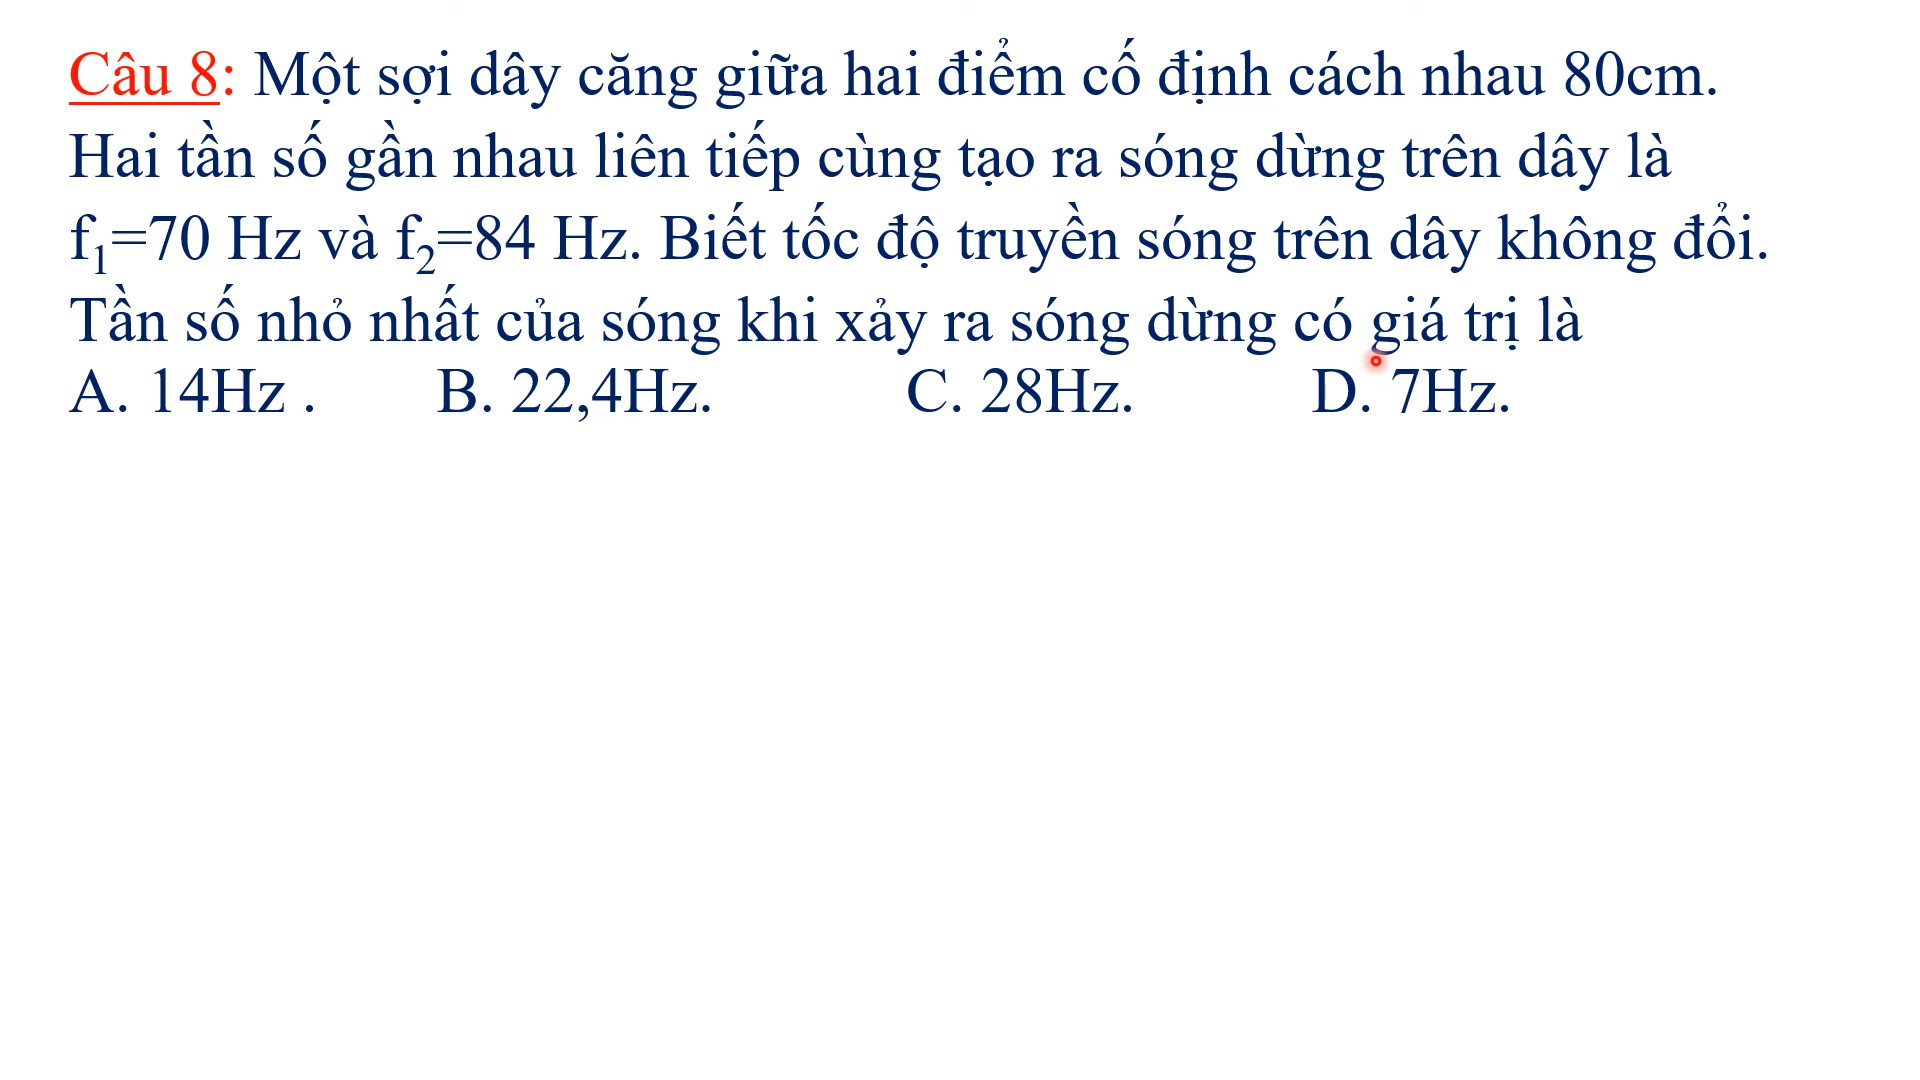 Câu 8: Một sợi dây căng giữa hai điểm cố định cách nhau 80cm.
Hai tần số gần nhau liên tiếp cùng tạo ra sóng dừng trên dây là
f₁=70 Hz và f₂=84 Hz. Biết tốc độ truyền sóng trên dây không đổi.
Tần số nhỏ nhất của sóng khi xảy ra sóng dừng có giá trị là
A. 14Hz . B. 22,4Hz. C. 28Hz. D. 7Hz.